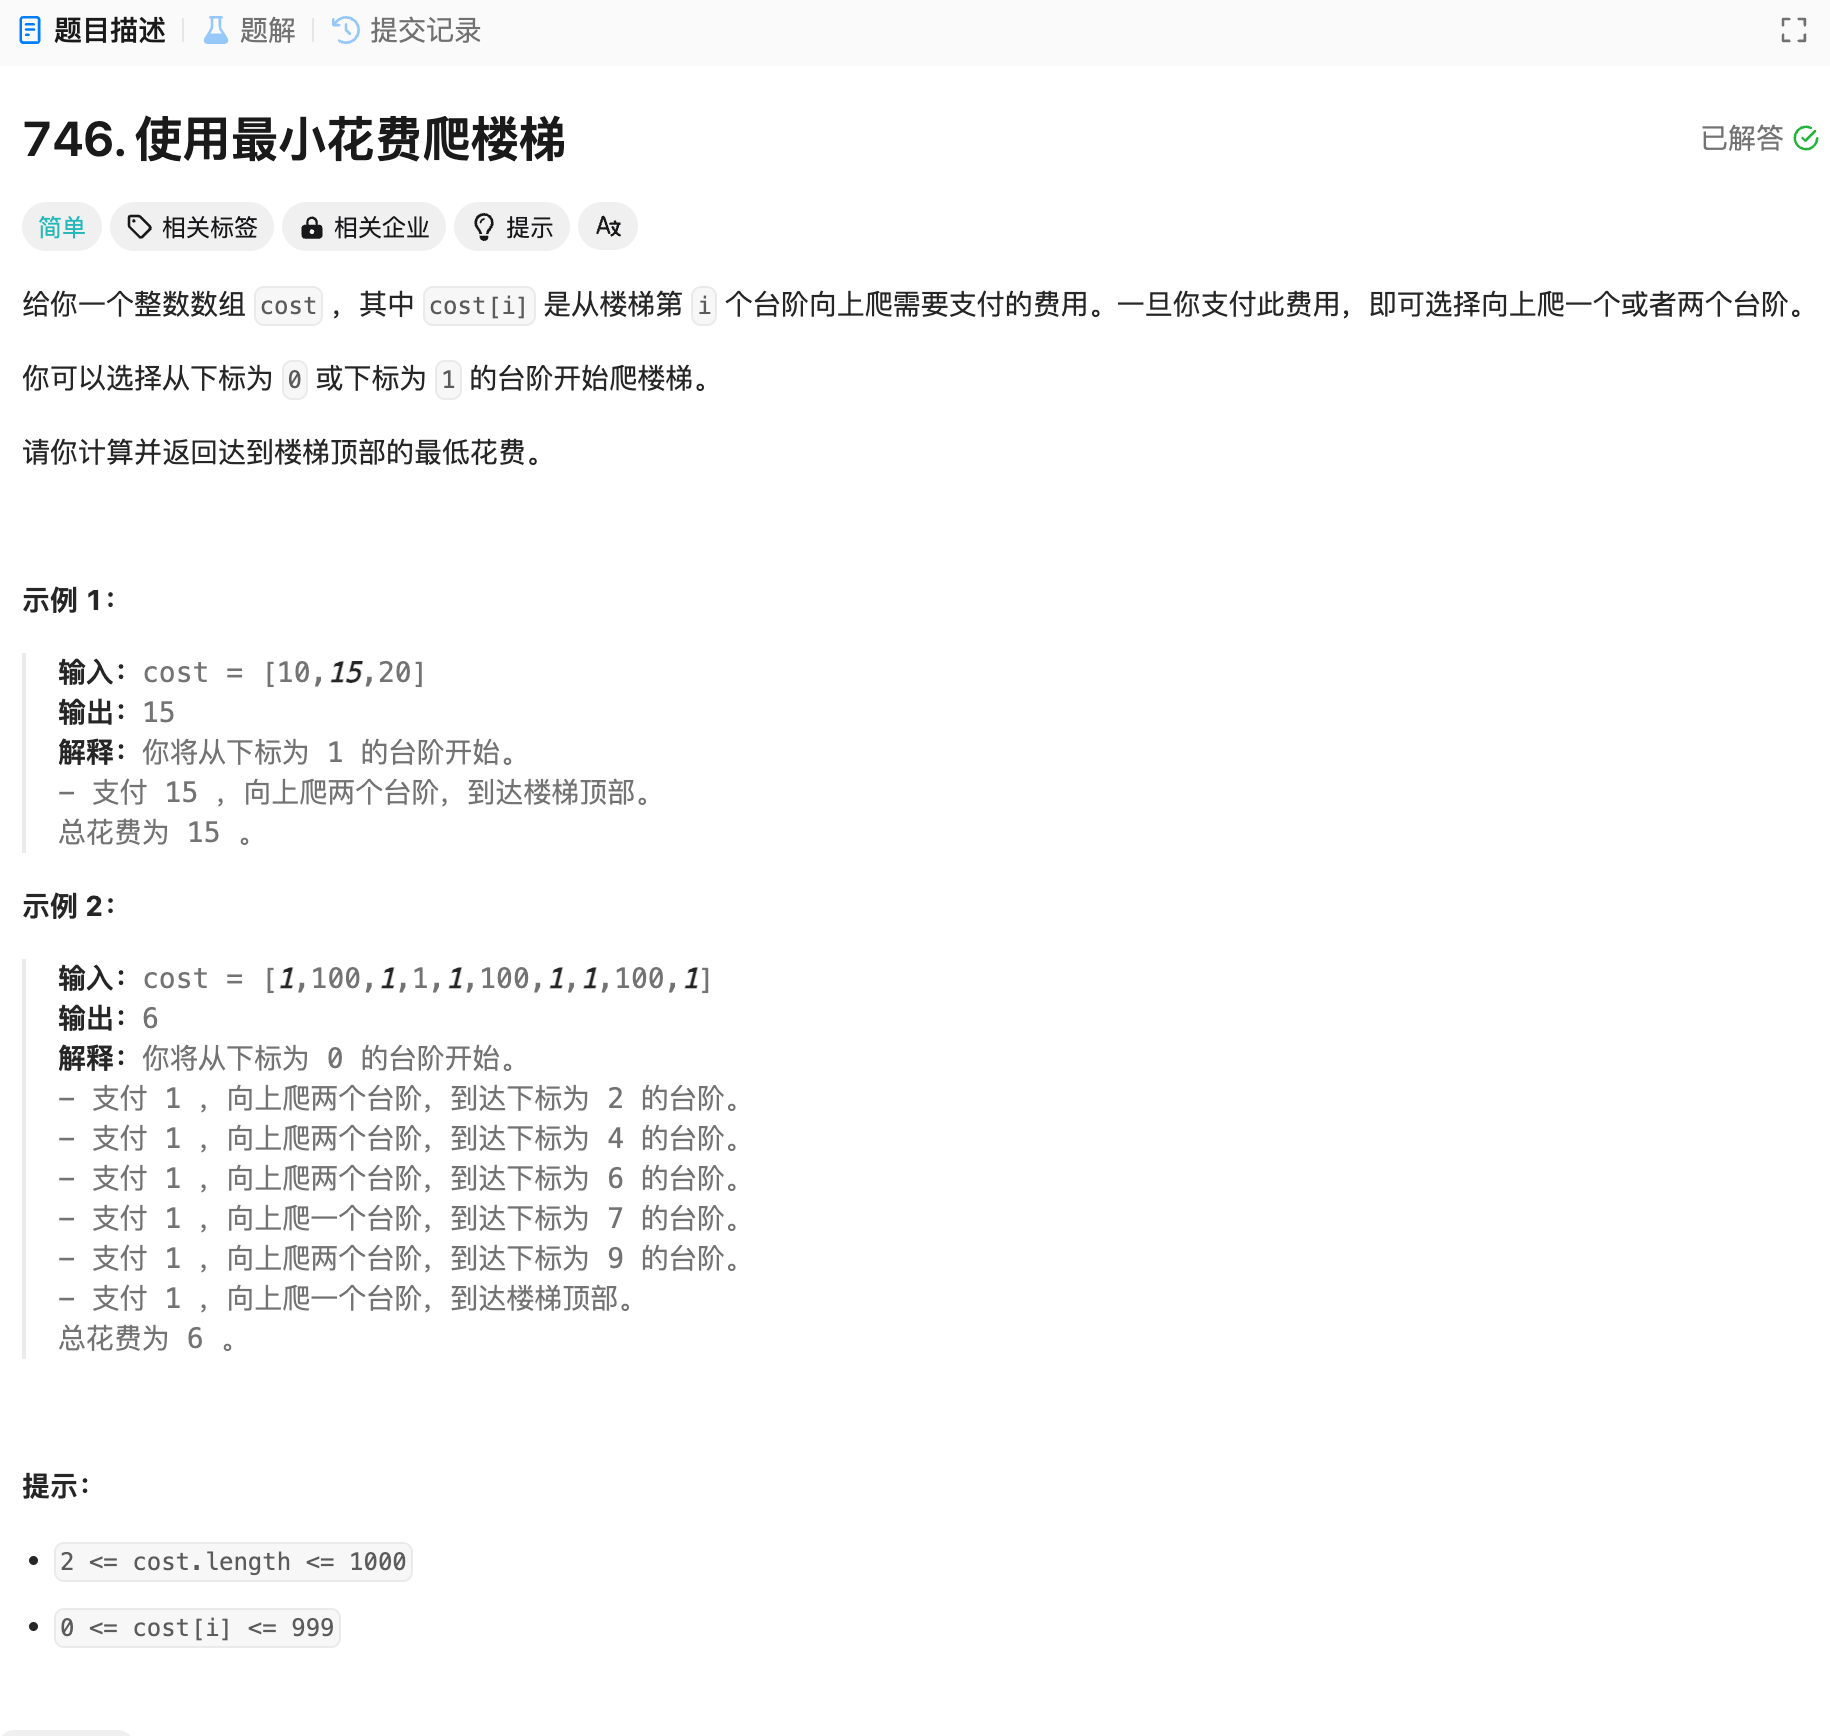 题目描述 题解 提交记录
746. 使用最小花费爬楼梯
已解答
简单 相关标签 相关企业 提示 Ax
给你一个整数数组 cost ，其中 cost[i] 是从楼梯第 i 个台阶向上爬需要支付的费用。一旦你支付此费用，即可选择向上爬一个或者两个台阶。
你可以选择从下标为 0 或下标为 1 的台阶开始爬楼梯。
请你计算并返回达到楼梯顶部的最低花费。
示例 1：
输入：cost = [10,15,20]
输出：15
解释：你将从下标为 1 的台阶开始。
- 支付 15 ，向上爬两个台阶，到达楼梯顶部。
总花费为 15 。
示例 2：
输入：cost = [1,100,1,1,1,100,1,1,100,1]
输出：6
解释：你将从下标为 0 的台阶开始。
- 支付 1 ，向上爬两个台阶，到达下标为 2 的台阶。
- 支付 1 ，向上爬两个台阶，到达下标为 4 的台阶。
- 支付 1 ，向上爬两个台阶，到达下标为 6 的台阶。
- 支付 1 ，向上爬一个台阶，到达下标为 7 的台阶。
- 支付 1 ，向上爬两个台阶，到达下标为 9 的台阶。
- 支付 1 ，向上爬一个台阶，到达楼梯顶部。
总花费为 6 。
提示：
2 <= cost.length <= 1000
0 <= cost[i] <= 999